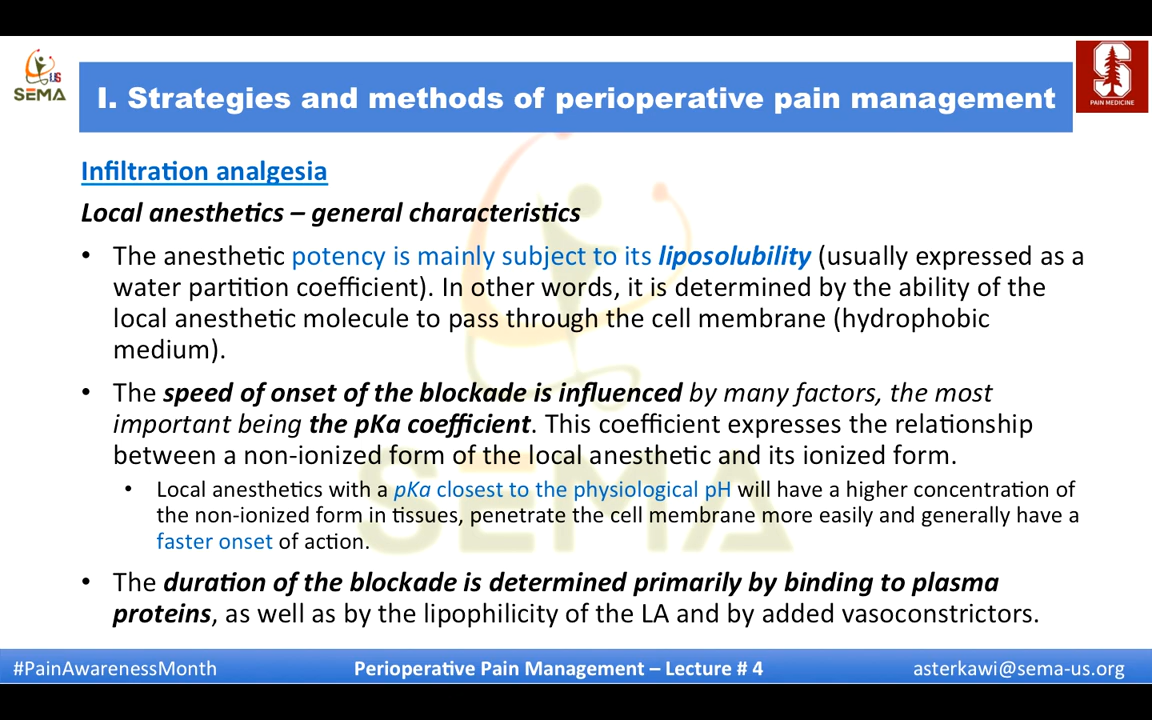 US
SEMA
I. Strategies and methods of perioperative pain management
PAIN MEDICINE
Infiltration analgesia
Local anesthetics – general characteristics
• The anesthetic potency is mainly subject to its liposolubility (usually expressed as a
water partition coefficient). In other words, it is determined by the ability of the
local anesthetic molecule to pass through the cell membrane (hydrophobic
medium).
• The speed of onset of the blockade is influenced by many factors, the most
important being the pKa coefficient. This coefficient expresses the relationship
between a non-ionized form of the local anesthetic and its ionized form.
• Local anesthetics with a pKa closest to the physiological pH will have a higher concentration of
the non-ionized form in tissues, penetrate the cell membrane more easily and generally have a
faster onset of action.
• The duration of the blockade is determined primarily by binding to plasma
proteins, as well as by the lipophilicity of the LA and by added vasoconstrictors.
SEMA
#PainAwarenessMonth
Perioperative Pain Management – Lecture # 4
asterkawi@sema-us.org